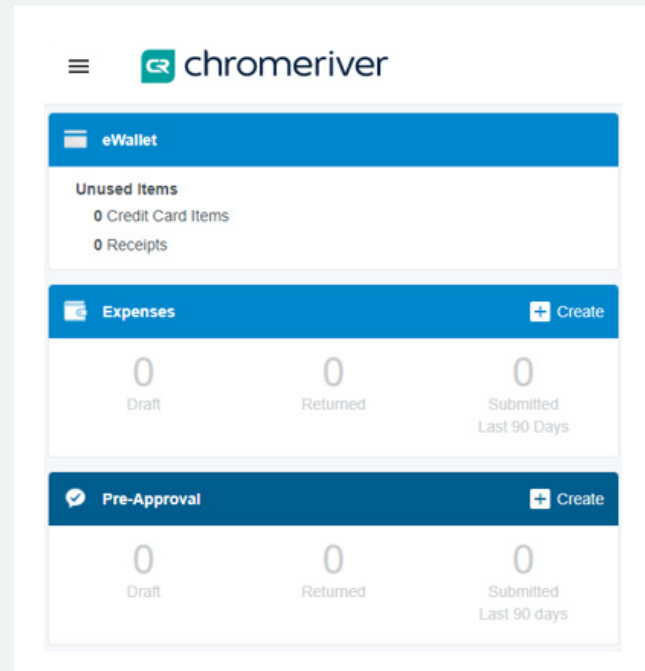 CR chromeriver
eWallet
Unused Items
0 Credit Card Items
0 Receipts
Expenses + Create
0 0 0
Draft Returned Submitted
Last 90 Days
Pre-Approval + Create
0 0 0
Draft Returned Submitted
Last 90 days